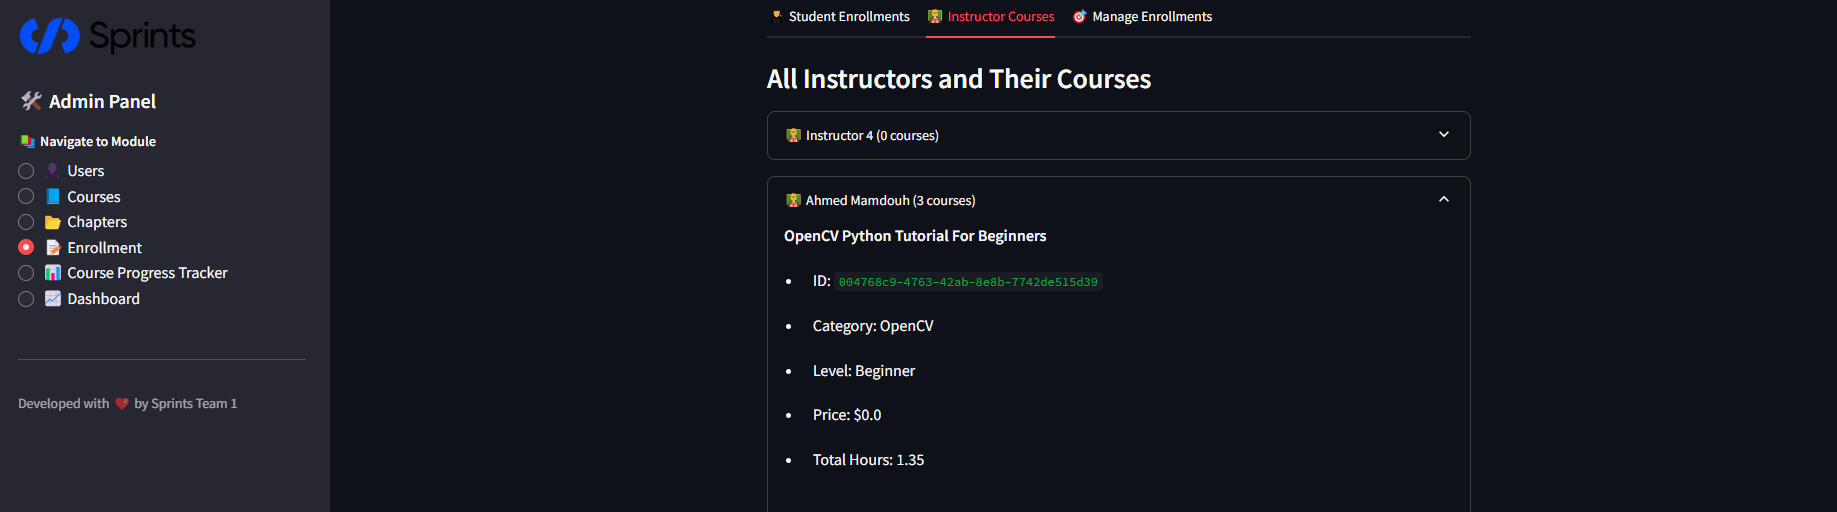 Sprints
Admin Panel
Navigate to Module
Users
Courses
Chapters
Enrollment
Course Progress Tracker
Dashboard
Developed with ❤️ by Sprints Team 1
Student Enrollments
Instructor Courses
Manage Enrollments
All Instructors and Their Courses
Instructor 4 (0 courses)
Ahmed Mamdouh (3 courses)
OpenCV Python Tutorial For Beginners
• ID: 004768c9-4763-42ab-8e8b-7742de515d39
• Category: OpenCV
• Level: Beginner
• Price: $0.0
• Total Hours: 1.35